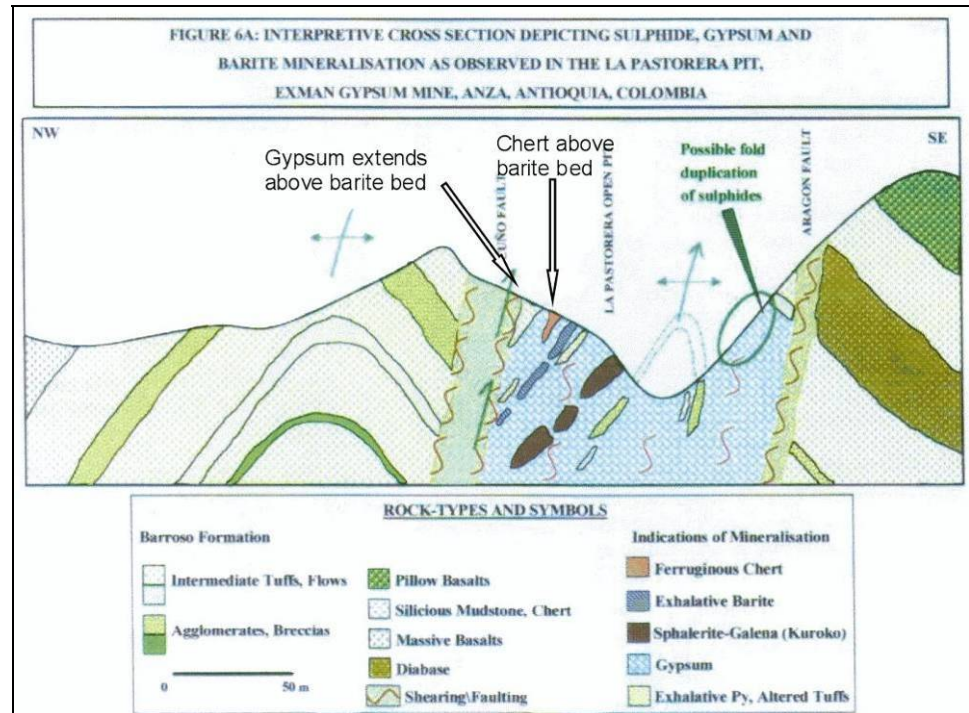 FIGURE 6A: INTERPRETIVE CROSS SECTION DEPICTING SULPHIDE, GYPSUM AND
BARITE MINERALISATION AS OBSERVED IN THE LA PASTORERA PIT,
EXMAN GYPSUM MINE, ANZA, ANTIOQUIA, COLOMBIA
NW
SE
Gypsum extends
above barite bed
Chert above
barite bed
Possible fold
duplication
of sulphides
FAULT
LA PASTORERA OPEN PIT
ARAGON FAULT
ROCK-TYPES AND SYMBOLS
Barroso Formation
Intermediate Tuffs, Flows
Agglomerates, Breccias
0 50 m
Pillow Basalts
Silicious Mudstone, Chert
Massive Basalts
Diabase
Shearing\Faulting
Indications of Mineralisation
Ferruginous Chert
Exhalative Barite
Sphalerite-Galena (Kuroko)
Gypsum
Exhalative Py, Altered Tuffs